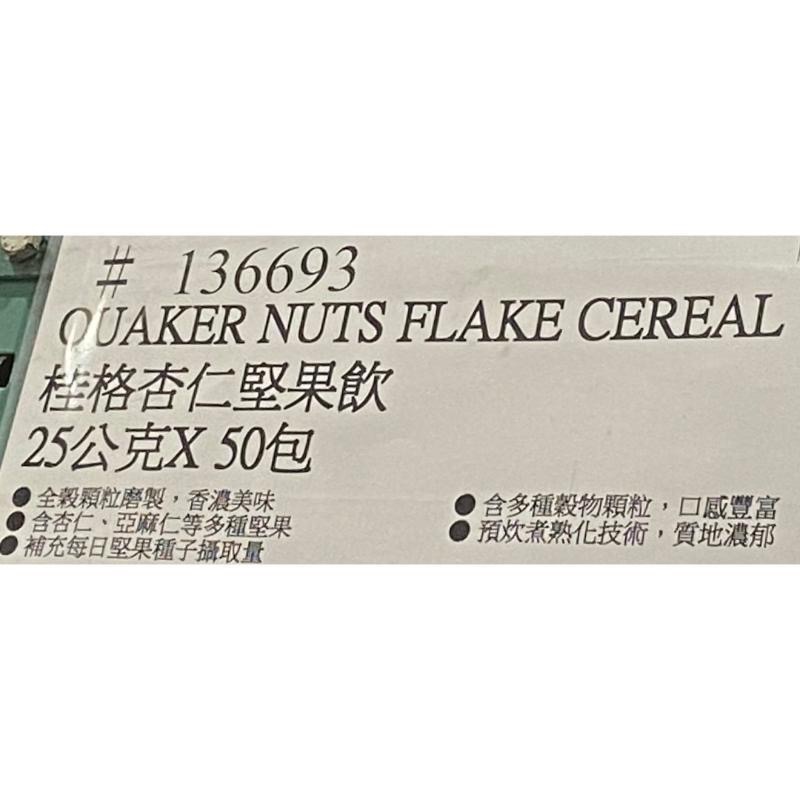 # 136693
QUAKER NUTS FLAKE CEREAL
桂格杏仁堅果飲
25公克X 50包
● 全穀顆粒磨製，香濃美味
● 含杏仁、亞麻仁等多種堅果
● 補充每日堅果種子攝取量
● 含多種穀物顆粒，口感豐富
● 預炊煮熟化技術，質地濃郁